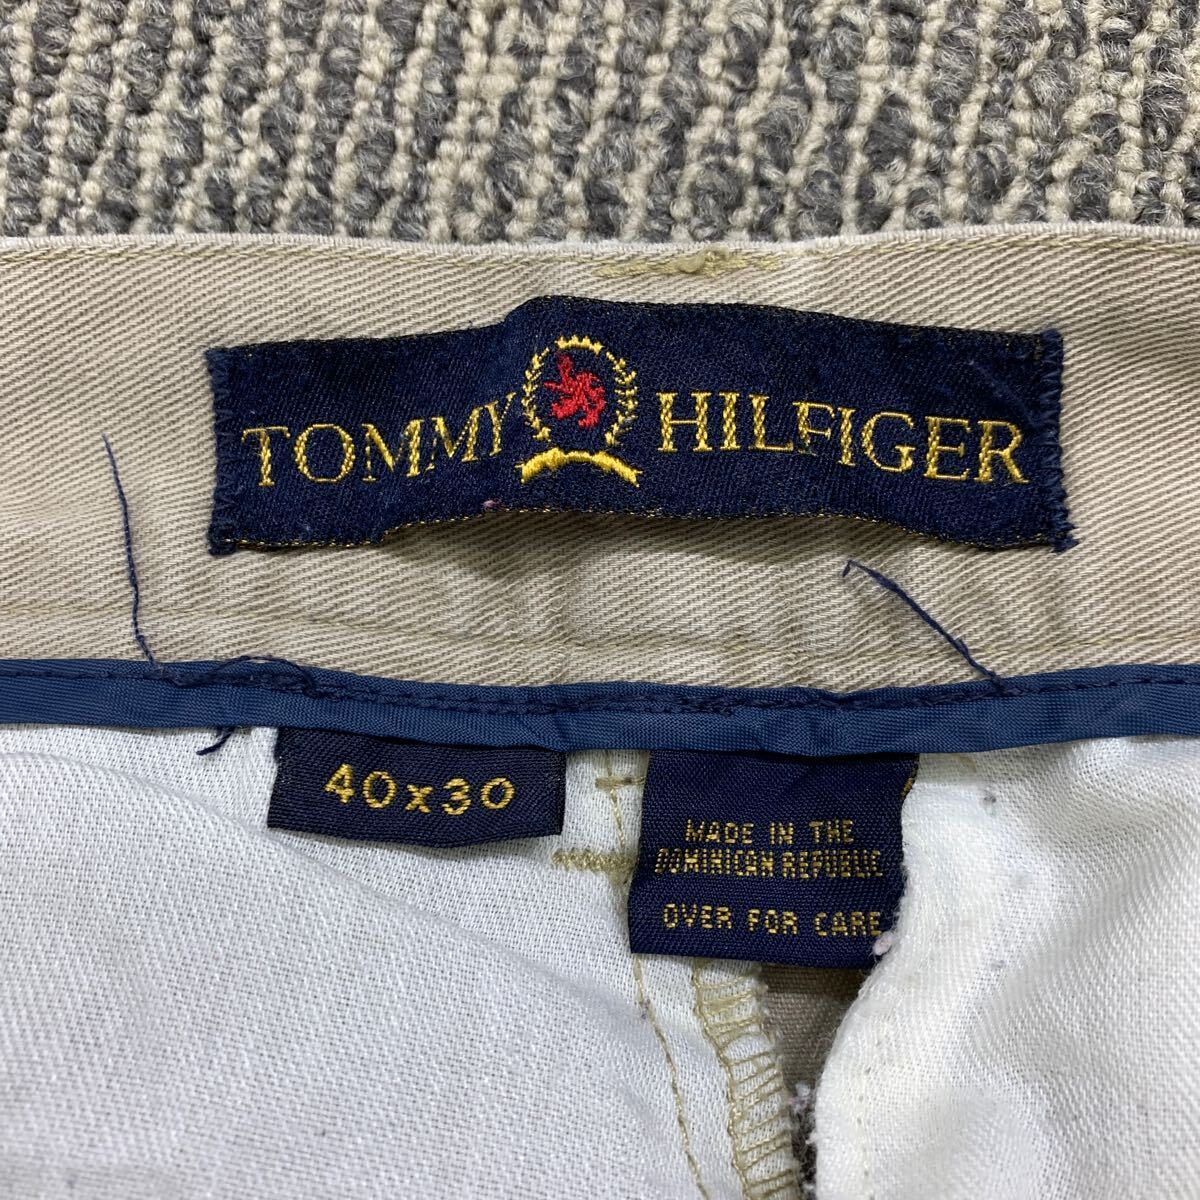 TOMMY HILFIGER
40x30
MADE IN THE
DOMINICAN REPUBLIC
OVER FOR CARE